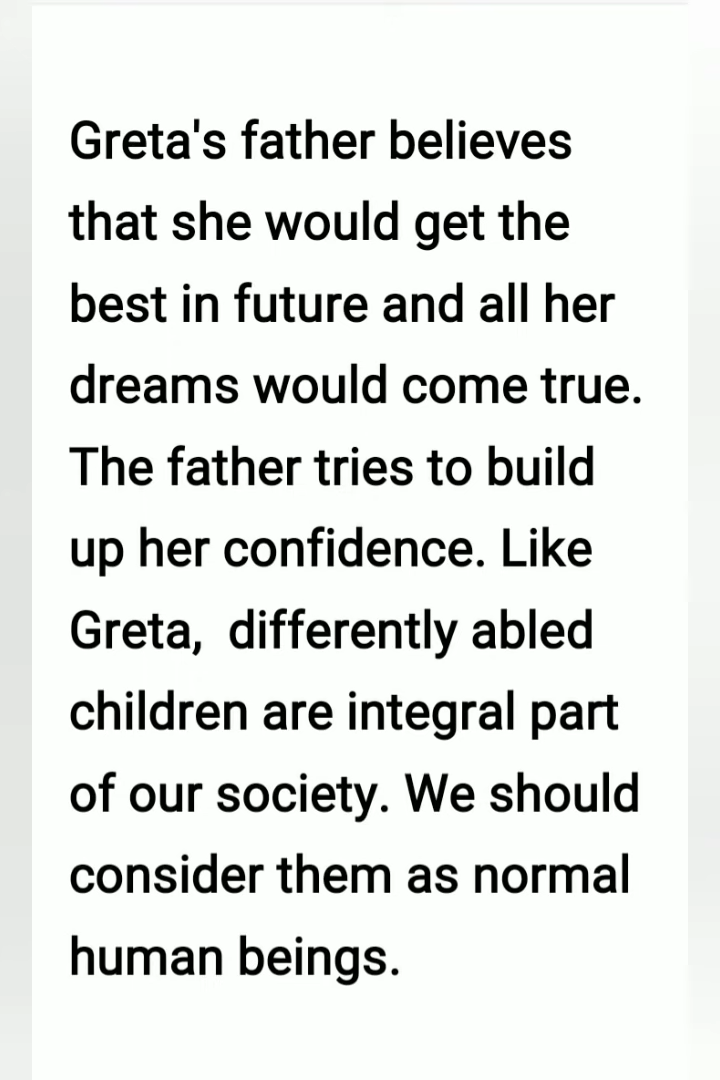 Greta's father believes
that she would get the
best in future and all her
dreams would come true.
The father tries to build
up her confidence. Like
Greta,  differently abled
children are integral part
of our society. We should
consider them as normal
human beings.